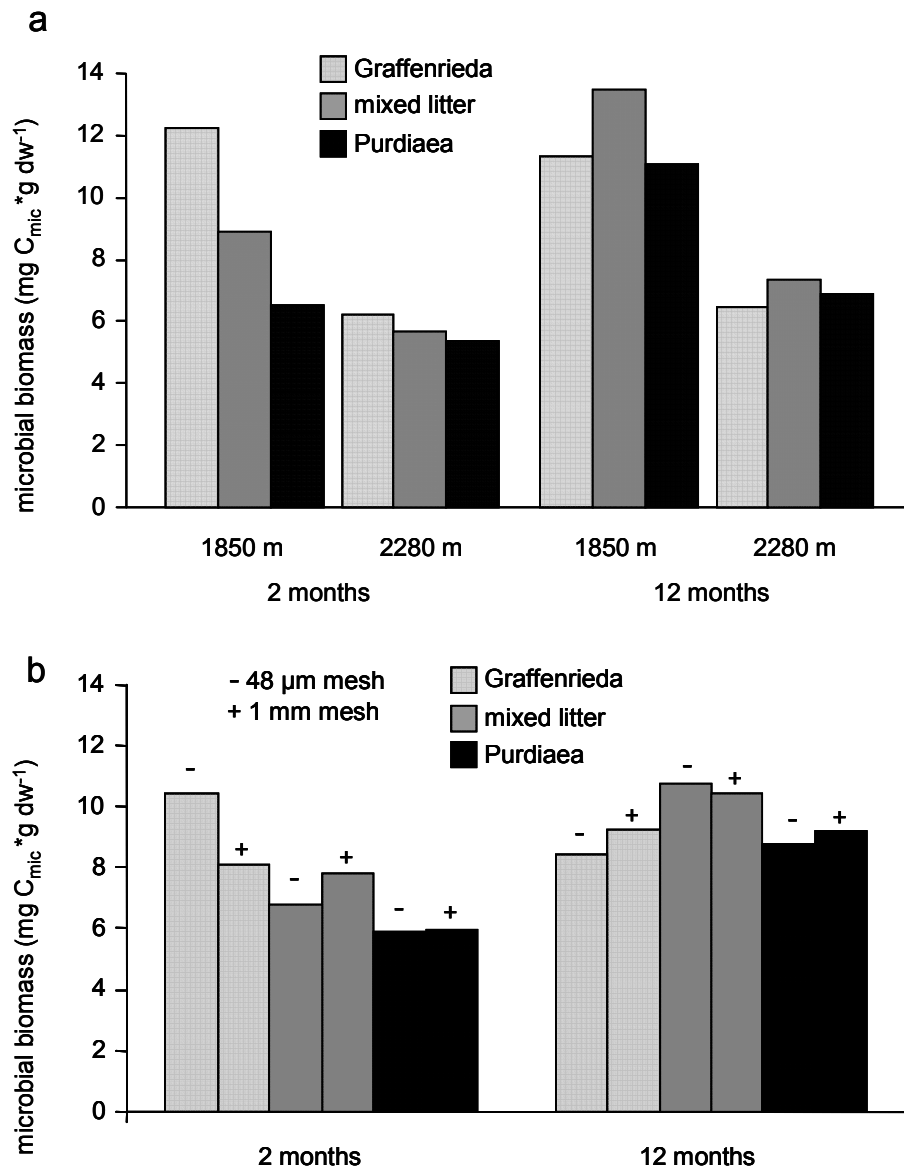 a
Graffenrieda
mixed litter
Purdiaea
microbial biomass (mg Cmic *g dw-1)
14
12
10
8
6
4
2
0
1850 m 2280 m 1850 m 2280 m
2 months 12 months
b
- 48 µm mesh
+ 1 mm mesh
Graffenrieda
mixed litter
Purdiaea
microbial biomass (mg Cmic *g dw-1)
14
12
10
8
6
4
2
0
- + - + - + - + - + - +
2 months 12 months